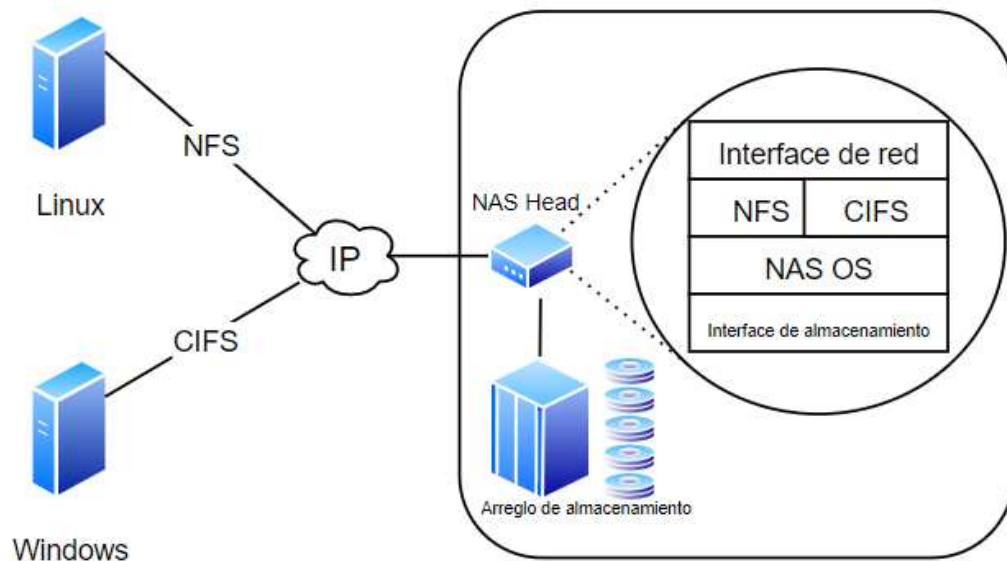 NFS
Linux
IP
CIFS
Windows
NAS Head
Arreglo de almacenamiento
Interface de red
NFS CIFS
NAS OS
Interface de almacenamiento